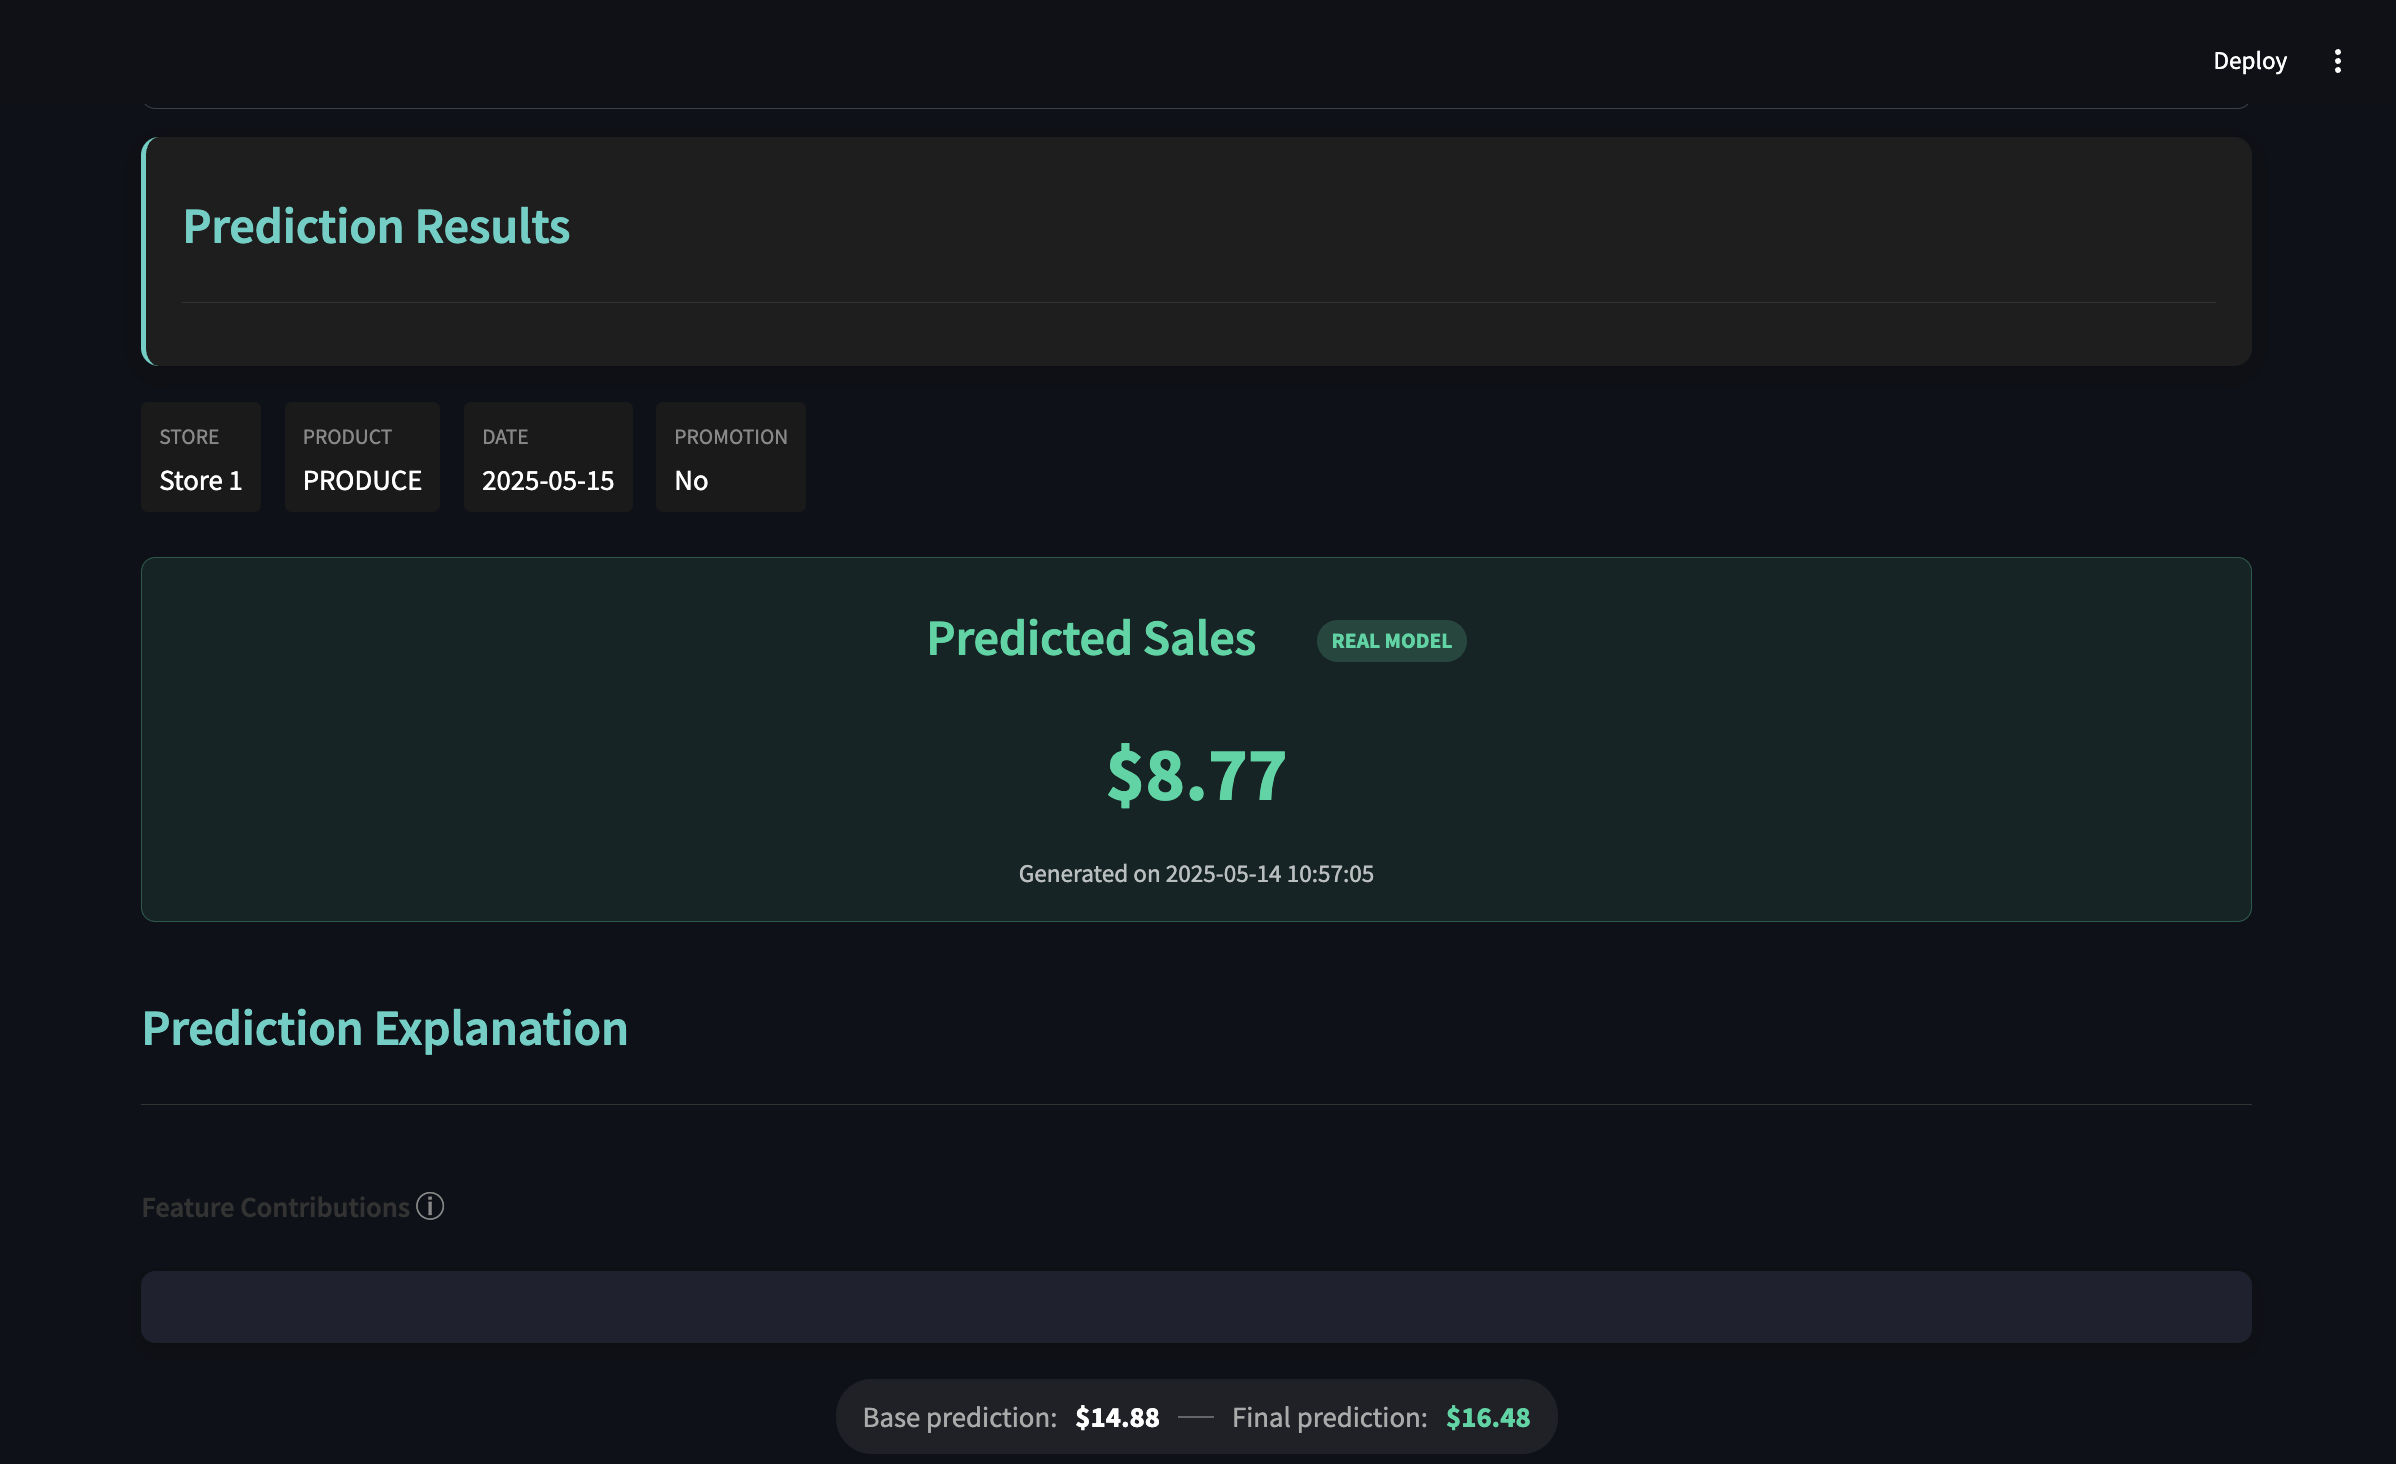 Deploy
Prediction Results
STORE
Store 1
PRODUCT
PRODUCE
DATE
2025-05-15
PROMOTION
No
Predicted Sales REAL MODEL
$8.77
Generated on 2025-05-14 10:57:05
Prediction Explanation
Feature Contributions ⓘ
Base prediction: $14.88 — Final prediction: $16.48